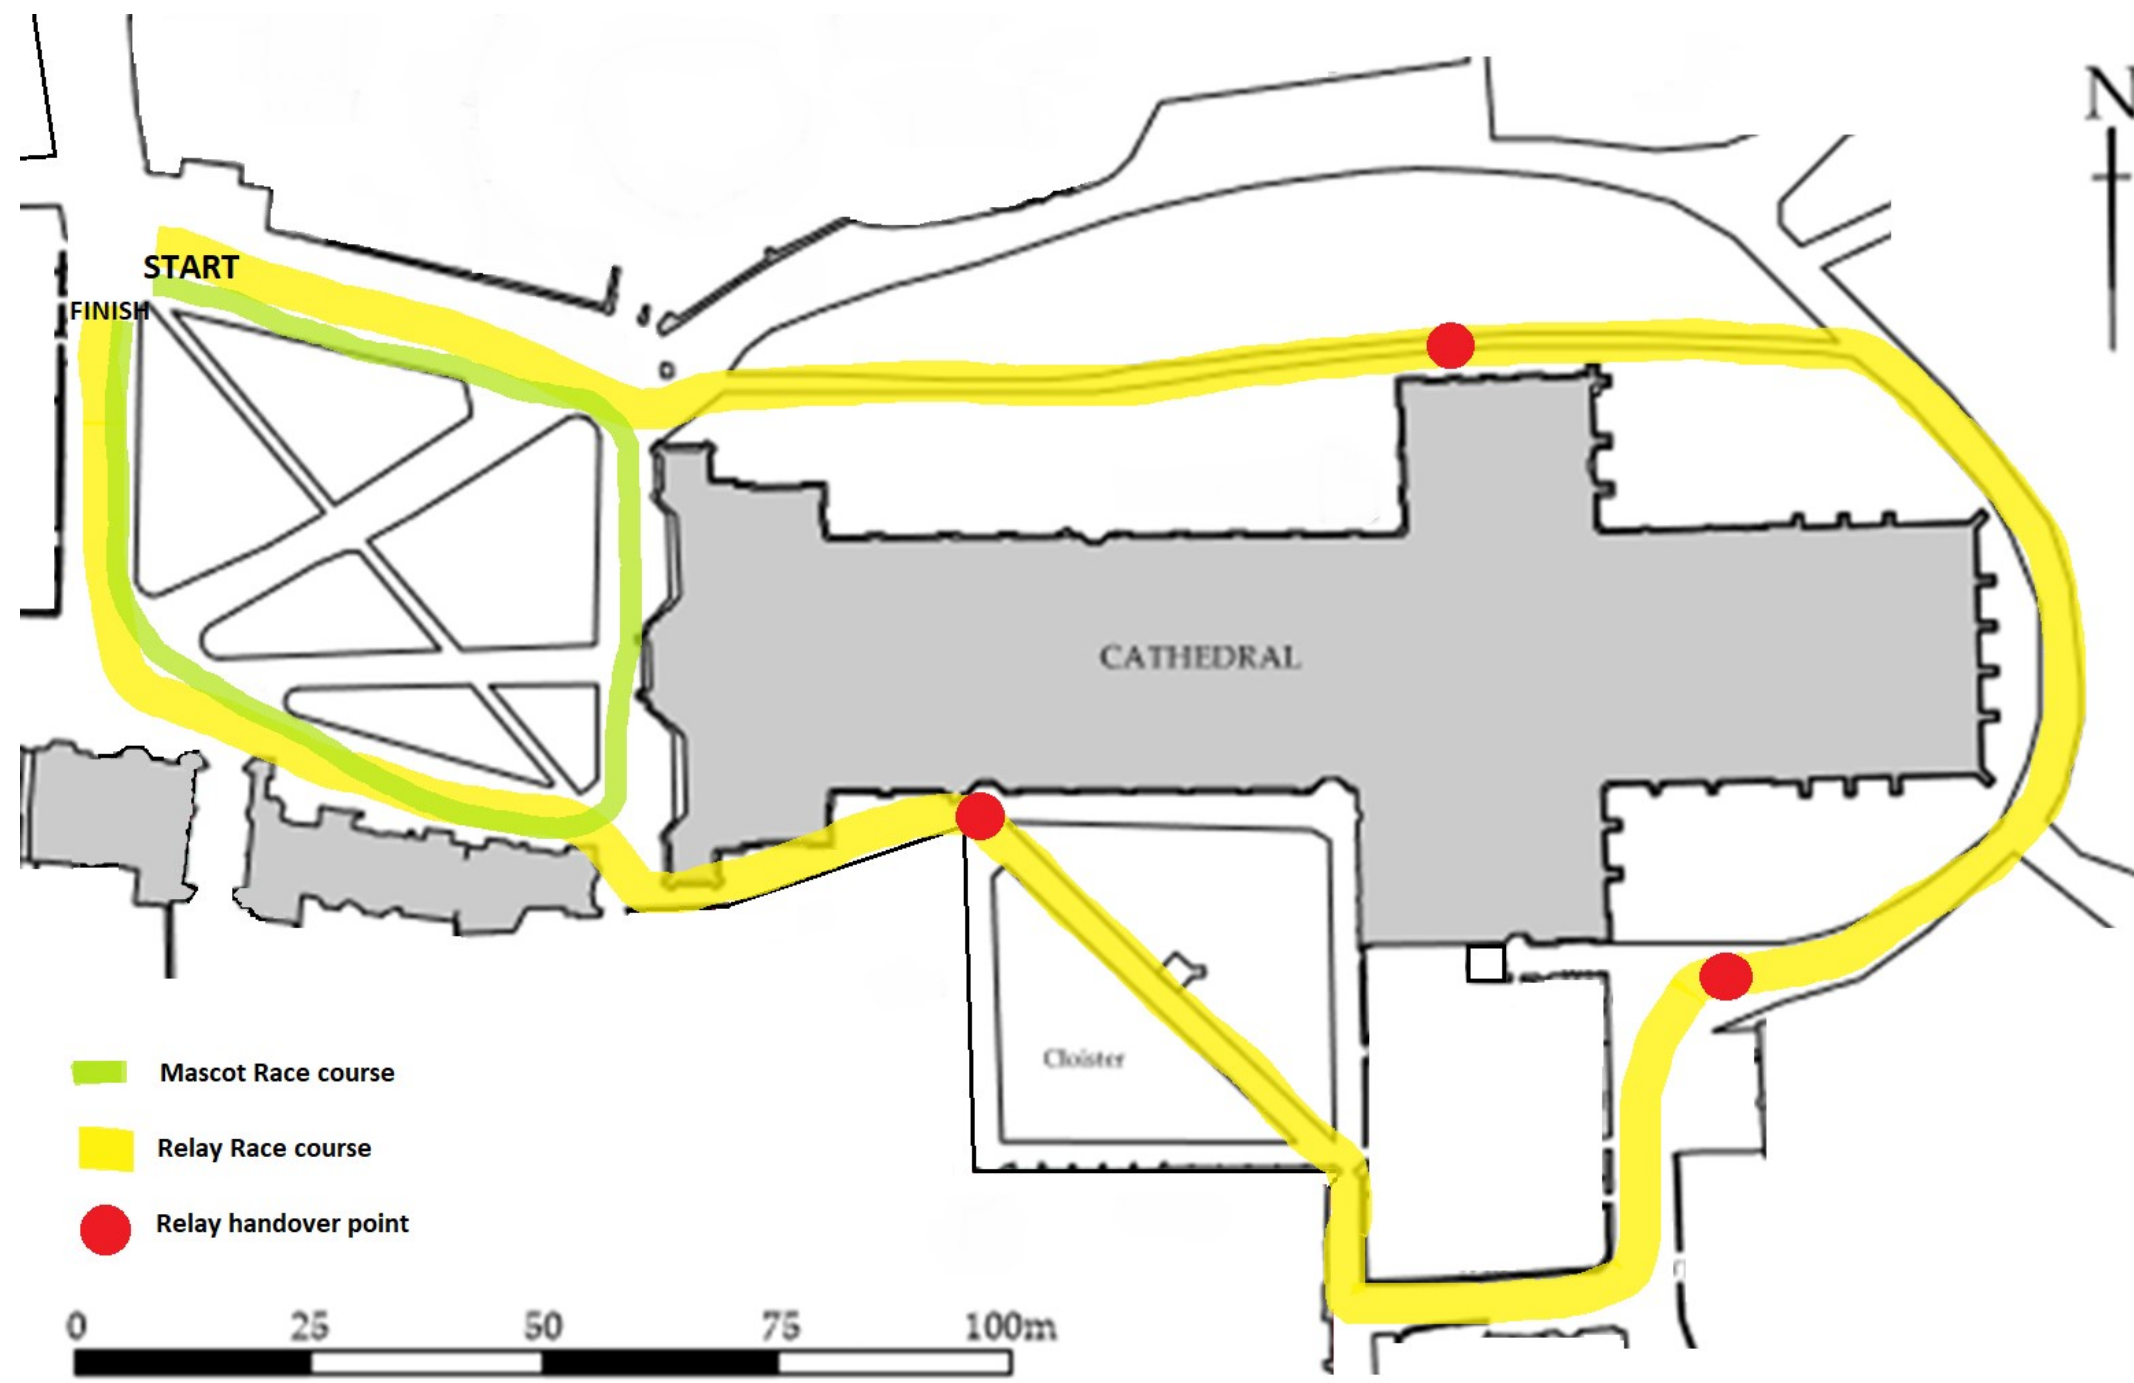 N
START
FINISH
CATHEDRAL
Cloister
Mascot Race course
Relay Race course
Relay handover point
0 25 50 75 100m